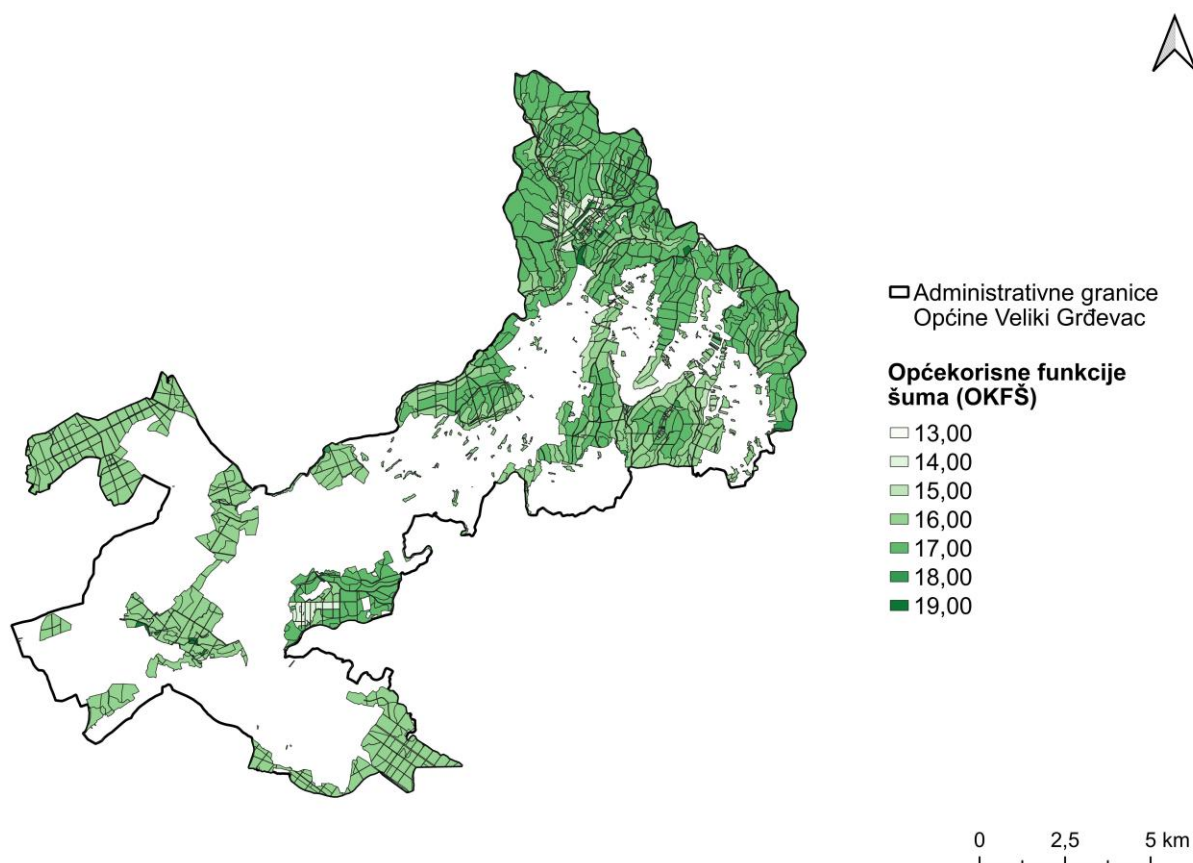 Administrativne granice
Općine Veliki Grđevac
Općekorisne funkcije
šuma (OKFŠ)
13,00
14,00
15,00
16,00
17,00
18,00
19,00
0 2,5 5 km